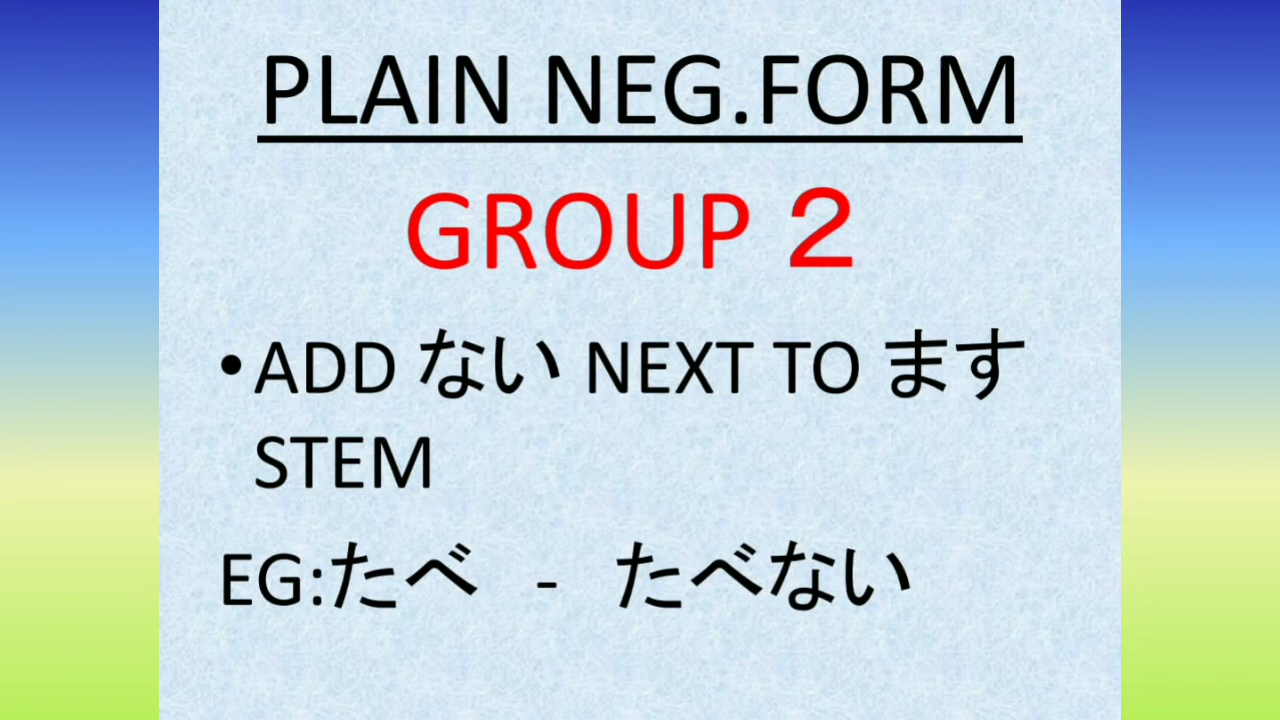 PLAIN NEG.FORM
GROUP ２
•ADD ない NEXT TO ます
STEM
EG:たべ - たべない